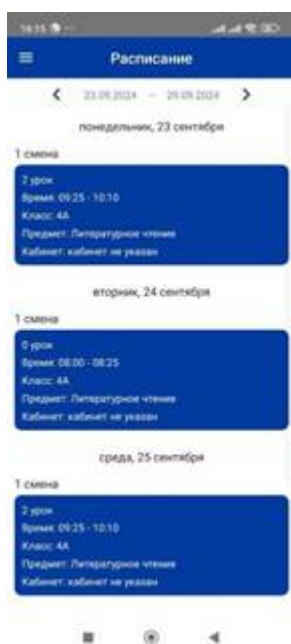 16:15
Расписание
23.09.2024 — 29.09.2024
понедельник, 23 сентября
1 смена
2 урок
Время: 09:25 - 10:10
Класс: 4А
Предмет: Литературное чтение
Кабинет: кабинет не указан
вторник, 24 сентября
1 смена
0 урок
Время: 08:00 - 08:25
Класс: 4А
Предмет: Литературное чтение
Кабинет: кабинет не указан
среда, 25 сентября
1 смена
2 урок
Время: 09:25 - 10:10
Класс: 4А
Предмет: Литературное чтение
Кабинет: кабинет не указан